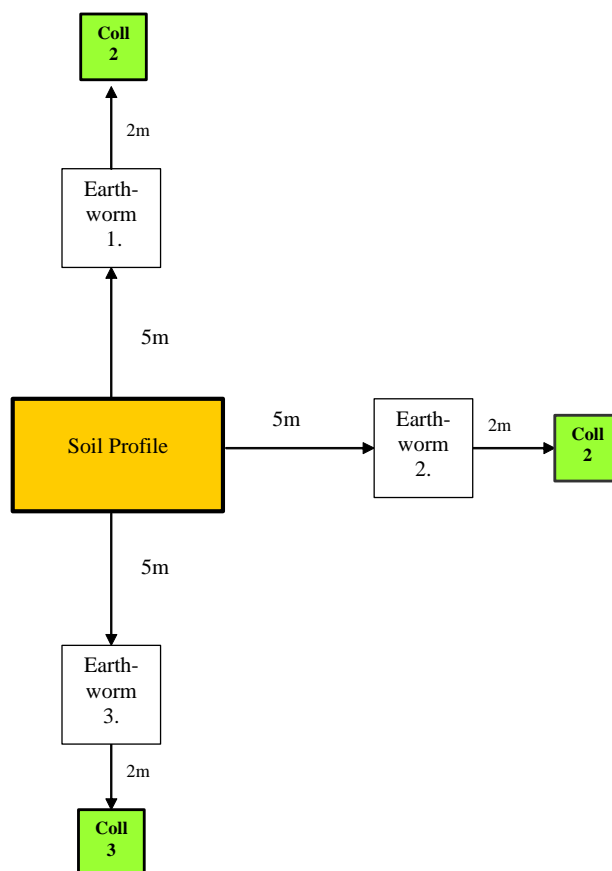 Coll
2
2m
Earth-
worm
1.
5m
Soil Profile
5m
Earth-
worm
2.
2m
Coll
2
5m
Earth-
worm
3.
2m
Coll
3